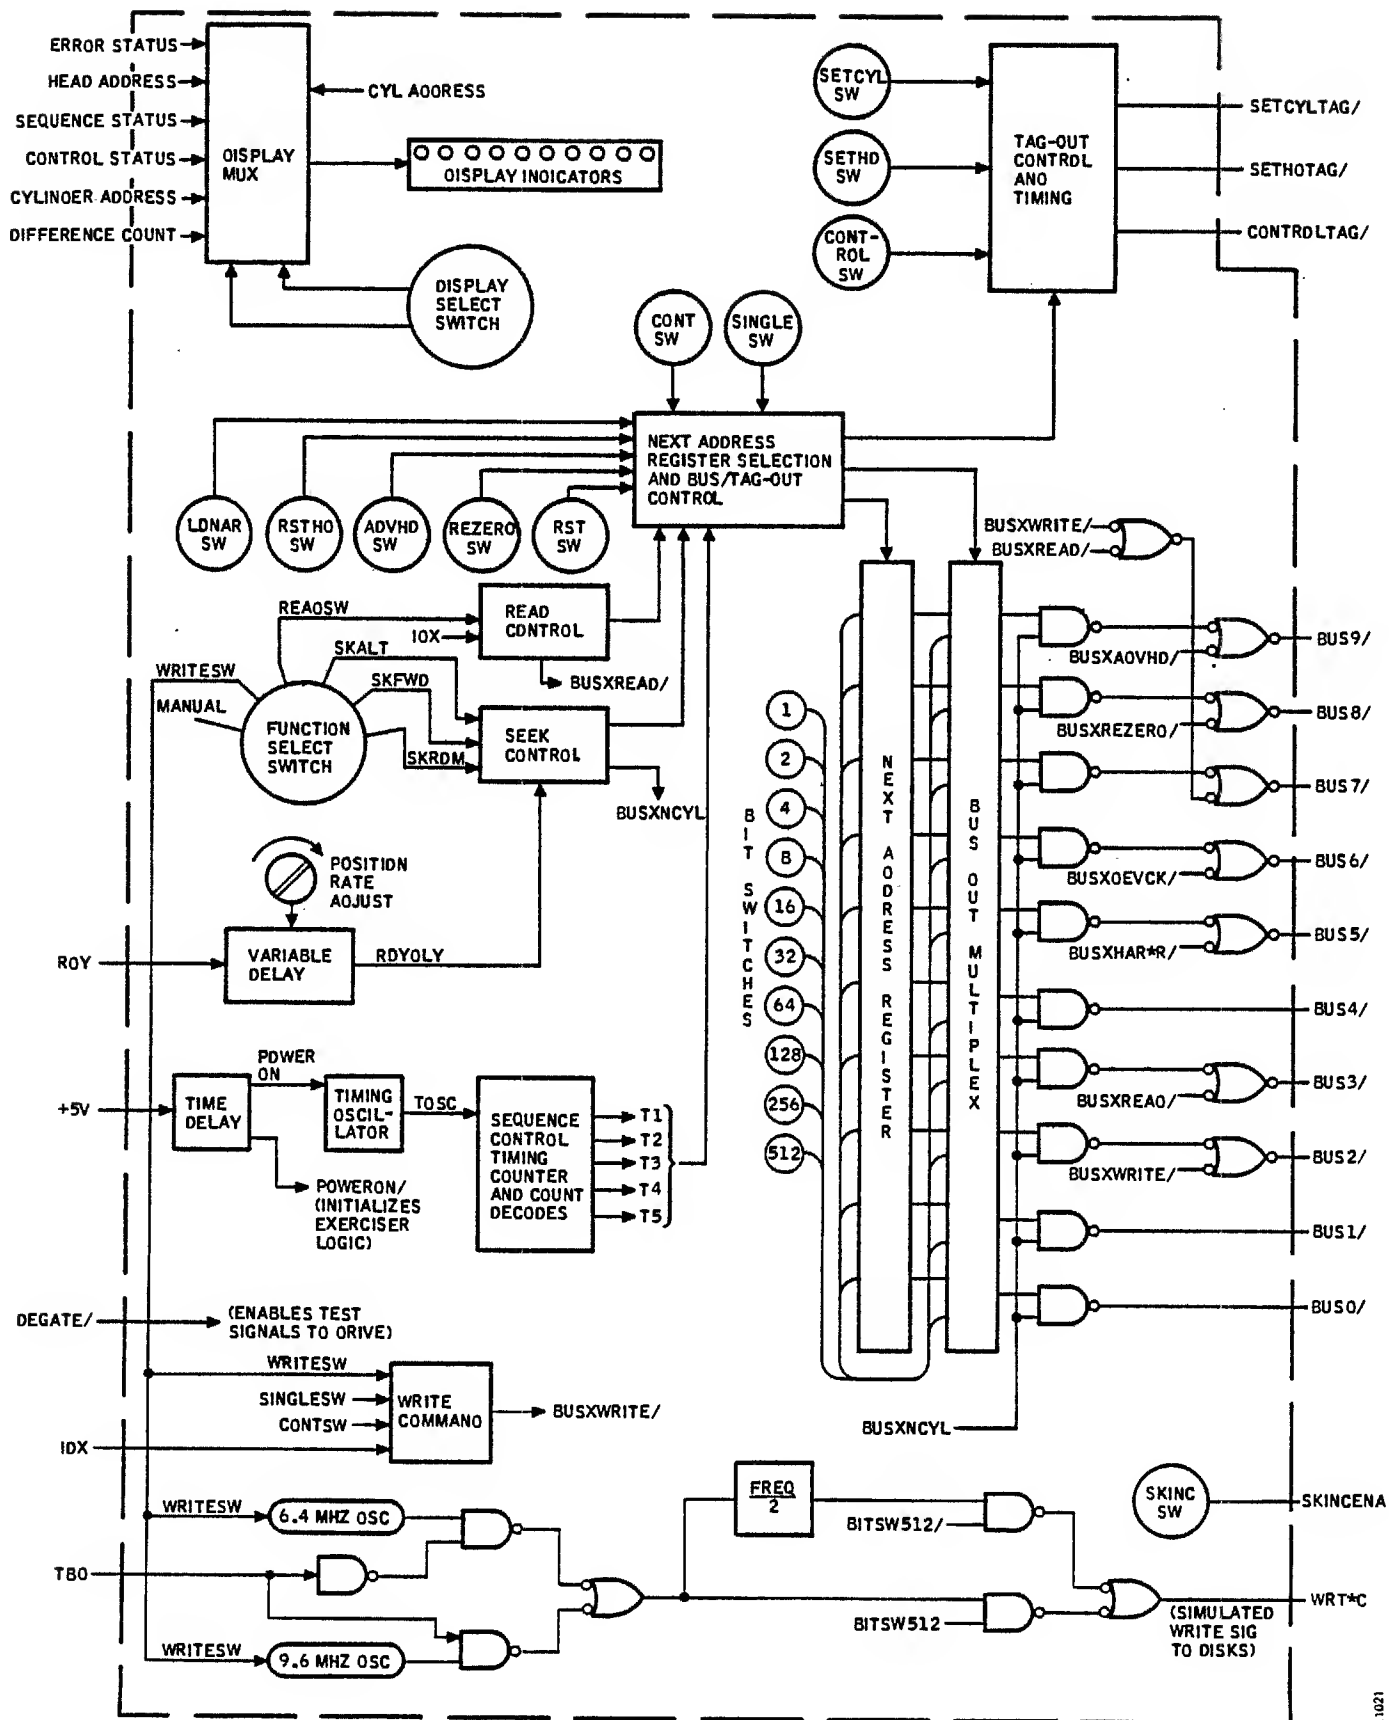 ERROR STATUS
HEAD ADDRESS
SEQUENCE STATUS
CONTROL STATUS
CYLINOER ADDRESS
DIFFERENCE COUNT
CYL AODRESS
OISPLAY
MUX
OISPLAY INOICATORS
DISPLAY
SELECT
SWITCH
SETCYL
SW
SETHD
SW
CONT-
ROL
SW
TAG-OUT
CONTRDL
ANO
TIMING
SETCYLTAG/
SETHOTAG/
CONTRDLTAG/
CONT
SW
SINGLE
SW
NEXT ADDRESS
REGISTER SELECTION
AND BUS/TAG-OUT
CONTROL
LDNAR
SW
RSTHO
SW
ADVHD
SW
REZERO
SW
RST
SW
REAOSW
IOX
READ
CDNTROL
BUSXREAD/
SKALT
SKFWD
SKRDM
WRITESW
MANUAL
FUNCTION
SELECT
SWITCH
SEEK
CONTROL
BUSXNCYL
POSITION
RATE
AOJUST
ROY
VARIABLE
DELAY
RDYOLY
+5V
TIME
DELAY
PDWER
ON
TIMING
OSCIL-
LATOR
TOSC
SEQUENCE
CONTROL
TIMING
COUNTER
AND COUNT
DECODES
T1
T2
T3
T4
T5
POWERON/
(INITIALIZES
EXERCISER
LOGIC)
BIT SWITCHES
1
2
4
8
16
32
64
128
256
512
NEXT AODRESS REGISTER
BUS OUT MULTIPLEX
BUSXWRITE/
BUSXREAD/
BUSXAOVHD/
BUSXREZERO/
BUSXOEVCK/
BUSXHAR*R/
BUSXREAO/
BUSXWRITE/
BUS9/
BUS8/
BUS7/
BUS6/
BUS5/
BUS4/
BUS3/
BUS2/
BUS1/
BUS0/
BUSXNCYL
DEGATE/
(ENABLES TEST
SIGNALS TO ORIVE)
WRITESW
SINGLESW
CONTSW
IDX
WRITE
COMMANO
BUSXWRITE/
WRITESW
6.4 MHZ OSC
TBO
WRITESW
9.6 MHZ OSC
FREQ
2
BITSW512/
BITSW512
SKINC
SW
SKINCENA
WRT*C
(SIMULATED
WRITE SIG
TO DISKS)
1021